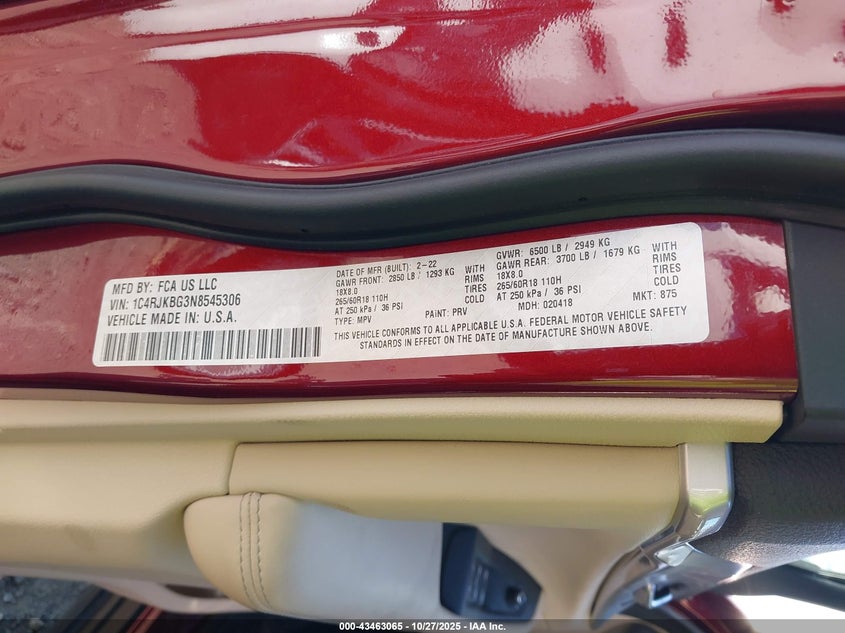 MFD BY: FCA US LLC
VIN: 1C4RJKBG3N8545306
VEHICLE MADE IN: U.S.A.
DATE OF MFR (BUILT): 2-22
GAWR FRONT: 2850 LB / 1293 KG WITH
18X8.0 RIMS
265/60R18 110H TIRES
AT 250 kPa / 36 PSI COLD
TYPE: MPV PAINT: PRV
GVWR: 6500 LB / 2949 KG
GAWR REAR: 3700 LB / 1679 KG WITH
18X8.0 RIMS
265/60R18 110H TIRES
AT 250 kPa / 36 PSI COLD
MDH: 020418 MKT: 875
THIS VEHICLE CONFORMS TO ALL APPLICABLE U.S.A. FEDERAL MOTOR VEHICLE SAFETY
STANDARDS IN EFFECT ON THE DATE OF MANUFACTURE SHOWN ABOVE.
000-43463065 - 10/27/2025 - IAA Inc.